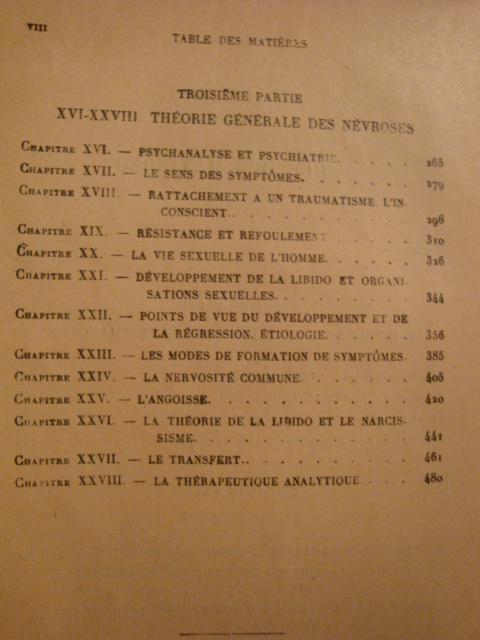 VIII
TABLE DES MATIÈRES
TROISIÈME PARTIE
XVI-XXVIII THÉORIE GÉNÉRALE DES NÉVROSES
CHAPITRE XVI. — PSYCHANALYSE ET PSYCHIATRIE. . . . . . 265
CHAPITRE XVII. — LE SENS DES SYMPTÔMES. . . . . . . 279
CHAPITRE XVIII. — RATTACHEMENT A UN TRAUMATISME. L'IN-
CONSCIENT. . . . . . . . . . 296
CHAPITRE XIX. — RÉSISTANCE ET REFOULEMENT . . . . . 310
CHAPITRE XX. — LA VIE SEXUELLE DE L'HOMME. . . . . . 326
CHAPITRE XXI. — DÉVELOPPEMENT DE LA LIBIDO ET ORGANI-
SATIONS SEXUELLES. . . . . . . . 344
CHAPITRE XXII. — POINTS DE VUE DU DÉVELOPPEMENT ET DE
LA RÉGRESSION. ÉTIOLOGIE. . . . . . 356
CHAPITRE XXIII. — LES MODES DE FORMATION DE SYMPTÔMES. 385
CHAPITRE XXIV. — LA NERVOSITÉ COMMUNE. . . . . . . 405
CHAPITRE XXV. — L'ANGOISSE. . . . . . . . . . . 420
CHAPITRE XXVI. — LA THÉORIE DE LA LIBIDO ET LE NARCIS-
SISME. . . . . . . . . . . . 441
CHAPITRE XXVII. — LE TRANSFERT. . . . . . . . . . 461
CHAPITRE XXVIII. — LA THÉRAPEUTIQUE ANALYTIQUE . . . . 480